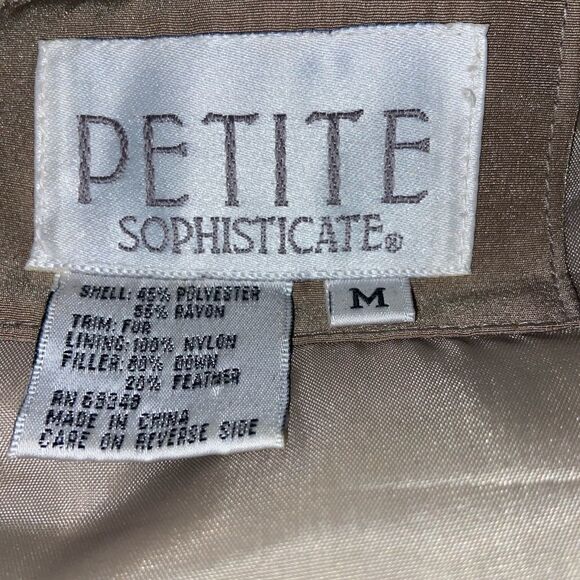 PETITE
SOPHISTICATE®
M
SHELL: 45% POLYESTER
55% RAYON
TRIM: FUR
LINING: 100% NYLON
FILLER: 80% DOWN
20% FEATHER
RN 69349
MADE IN CHINA
CARE ON REVERSE SIDE